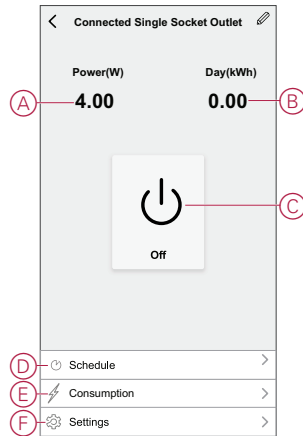 Connected Single Socket Outlet
Power(W) Day(kWh)
A 4.00 0.00 B
C
Off
D Schedule
E Consumption
F Settings